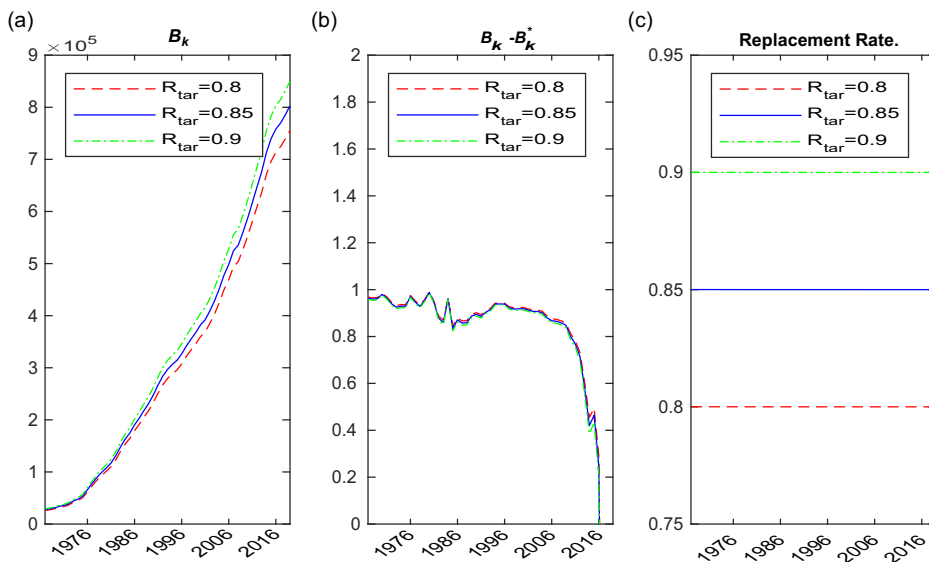 (a)
× 10⁵
B_k
9
8
7
6
5
4
3
2
1
0
R_tar=0.8
R_tar=0.85
R_tar=0.9
1976
1986
1996
2006
2016
(b)
B_k -B_k^*
2
1.8
1.6
1.4
1.2
1
0.8
0.6
0.4
0.2
0
R_tar=0.8
R_tar=0.85
R_tar=0.9
1976
1986
1996
2006
2016
(c)
Replacement Rate.
0.95
0.9
0.85
0.8
0.75
R_tar=0.8
R_tar=0.85
R_tar=0.9
1976
1986
1996
2006
2016